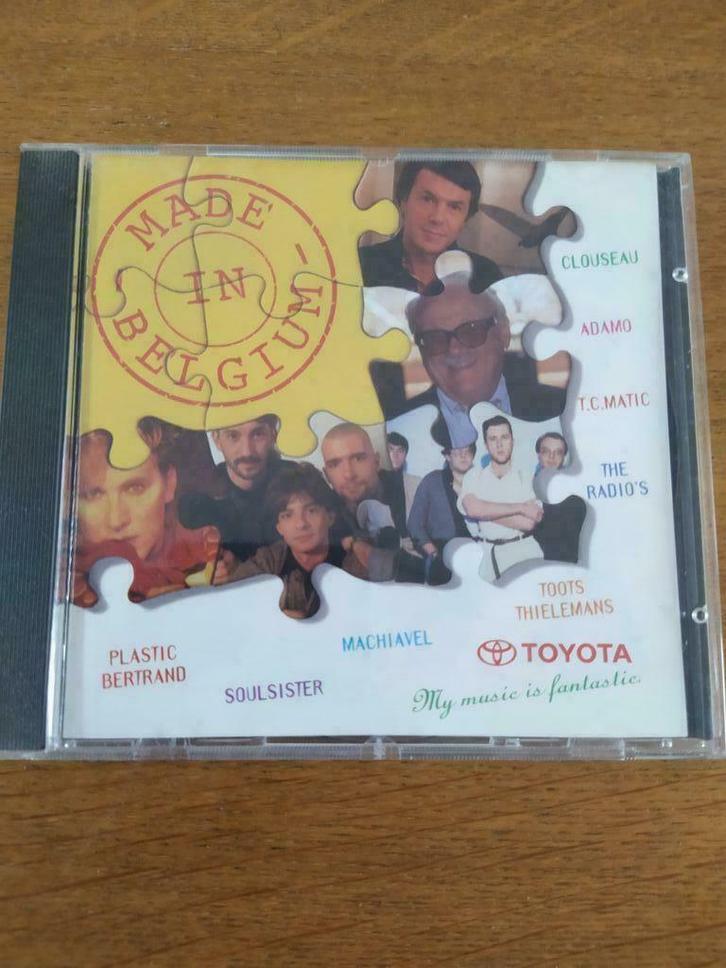 MADE
IN
- BELGIUM -
CLOUSEAU
ADAMO
T.C.MATIC
THE
RADIO'S
TOOTS
THIELEMANS
MACHIAVEL
PLASTIC
BERTRAND
SOULSISTER
TOYOTA
My music is fantastic.